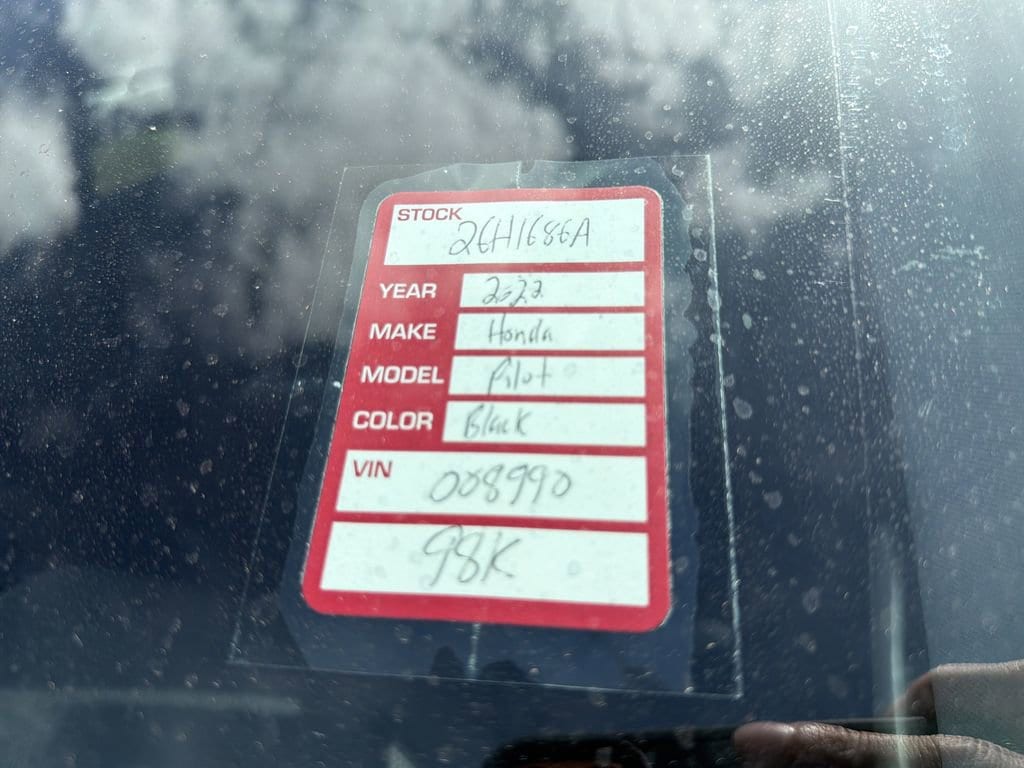 STOCK
26H1686A
YEAR 2022
MAKE Honda
MODEL Pilot
COLOR Black
VIN 008990
98K